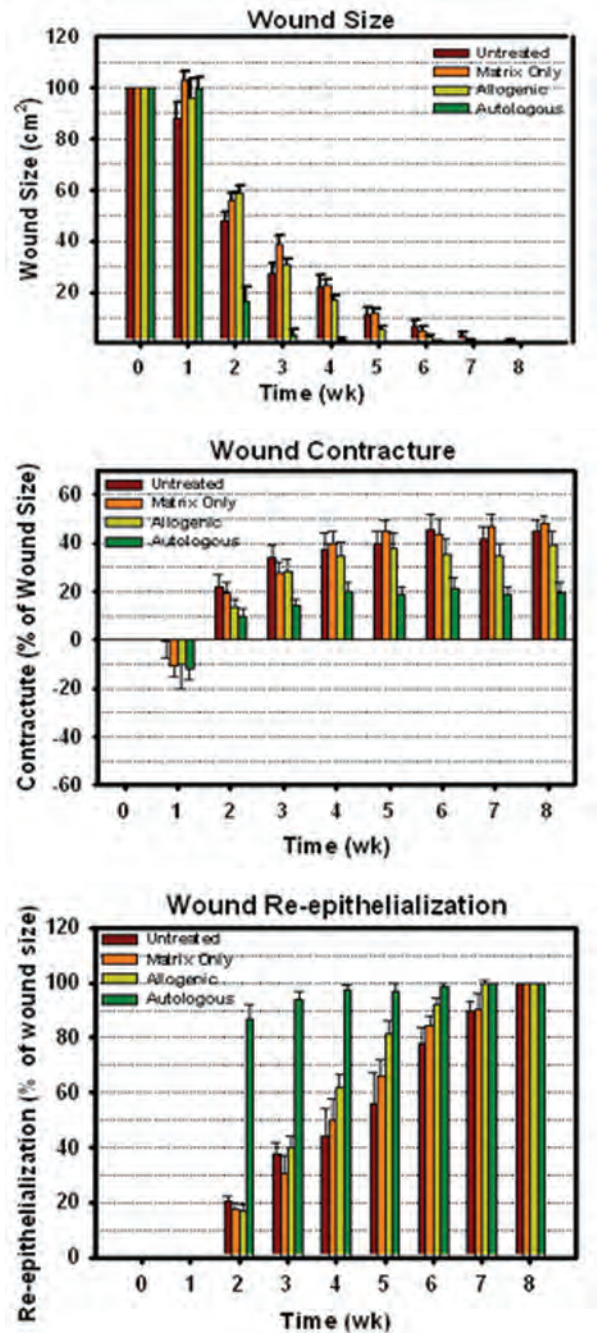 Wound Size
Wound Size (cm²)
120
100
80
60
40
20
Untreated
Matrix Only
Allogenic
Autologous
0 1 2 3 4 5 6 7 8
Time (wk)
Wound Contracture
Contractute (% of Wound Size)
60
40
20
0
-20
-40
-60
Untreated
Matrix Only
Allogenic
Autologous
0 1 2 3 4 5 6 7 8
Time (wk)
Wound Re-epithelialization
Re-epithelialization (% of wound size)
120
100
80
60
40
20
0
Untreated
Matrix Only
Allogenic
Autologous
0 1 2 3 4 5 6 7 8
Time (wk)